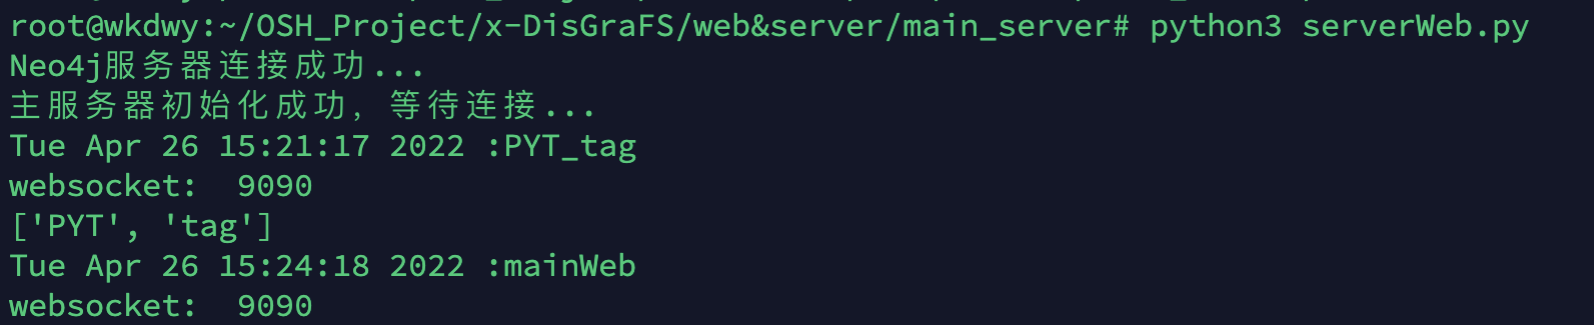 root@wkdwy:~/OSH_Project/x-DisGraFS/web&server/main_server# python3 serverWeb.py
Neo4j服务器连接成功...
主服务器初始化成功, 等待连接...
Tue Apr 26 15:21:17 2022 :PYT_tag
websocket:  9090
['PYT', 'tag']
Tue Apr 26 15:24:18 2022 :mainWeb
websocket:  9090